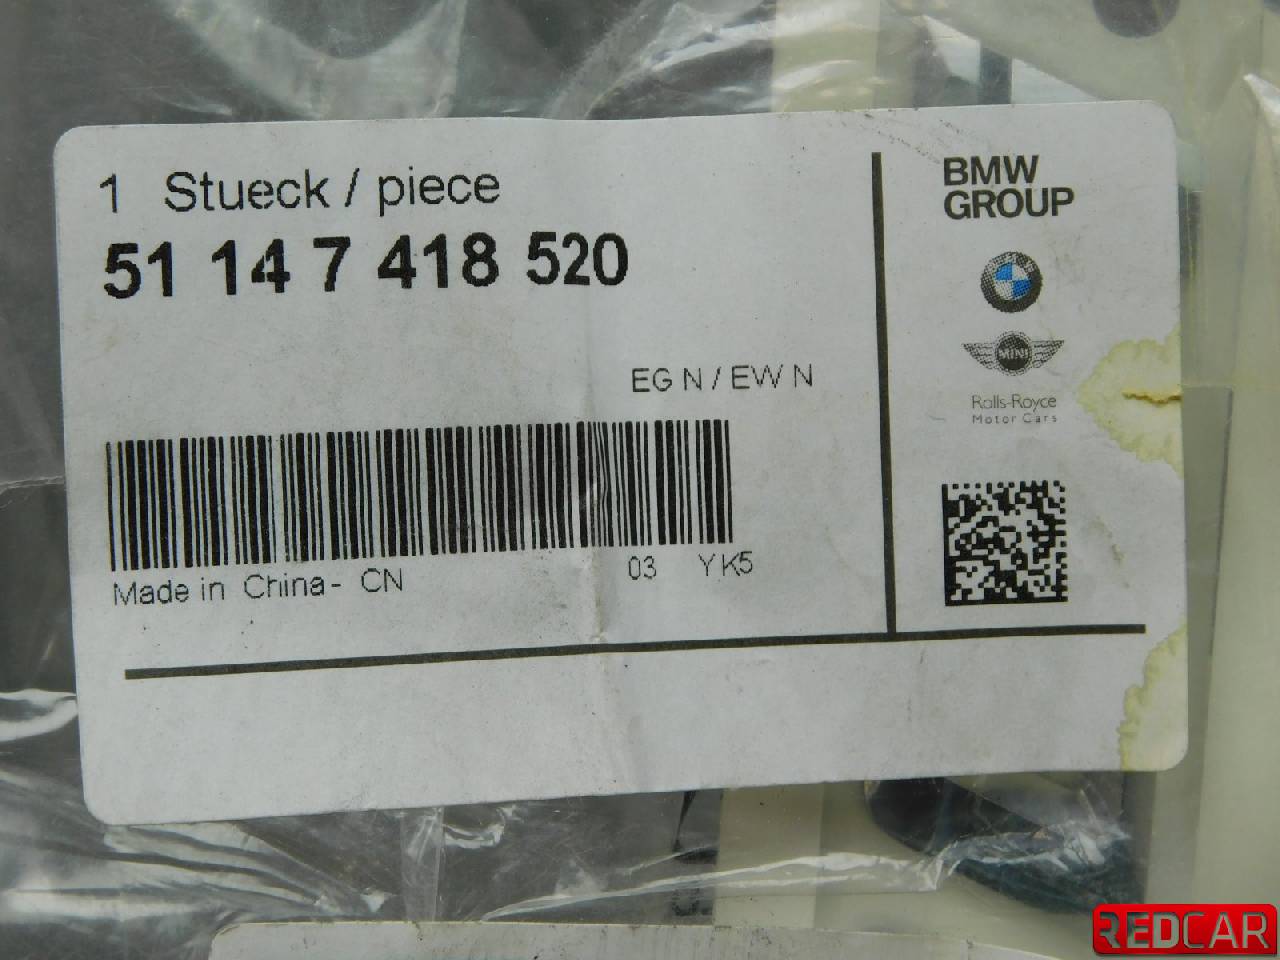 1 Stueck / piece
51 14 7 418 520
EG N / EW N
Made in China - CN
03 YK5
BMW
GROUP
MINI
Rolls-Royce
Motor Cars
REDCAR